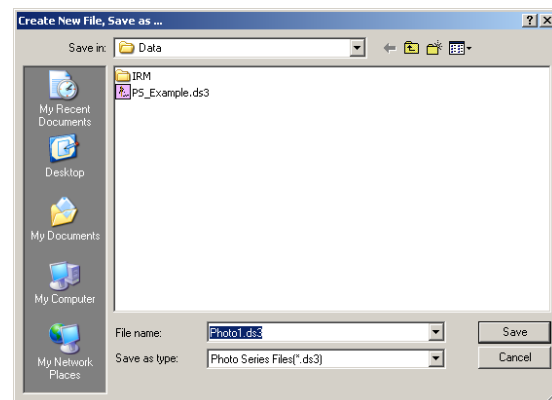 Create New File, Save as ...
Save in:
Data
My Recent
Documents
Desktop
My Documents
My Computer
My Network
Places
IRM
PS_Example.ds3
File name:
Photo1.ds3
Save
Save as type:
Photo Series Files(*.ds3)
Cancel